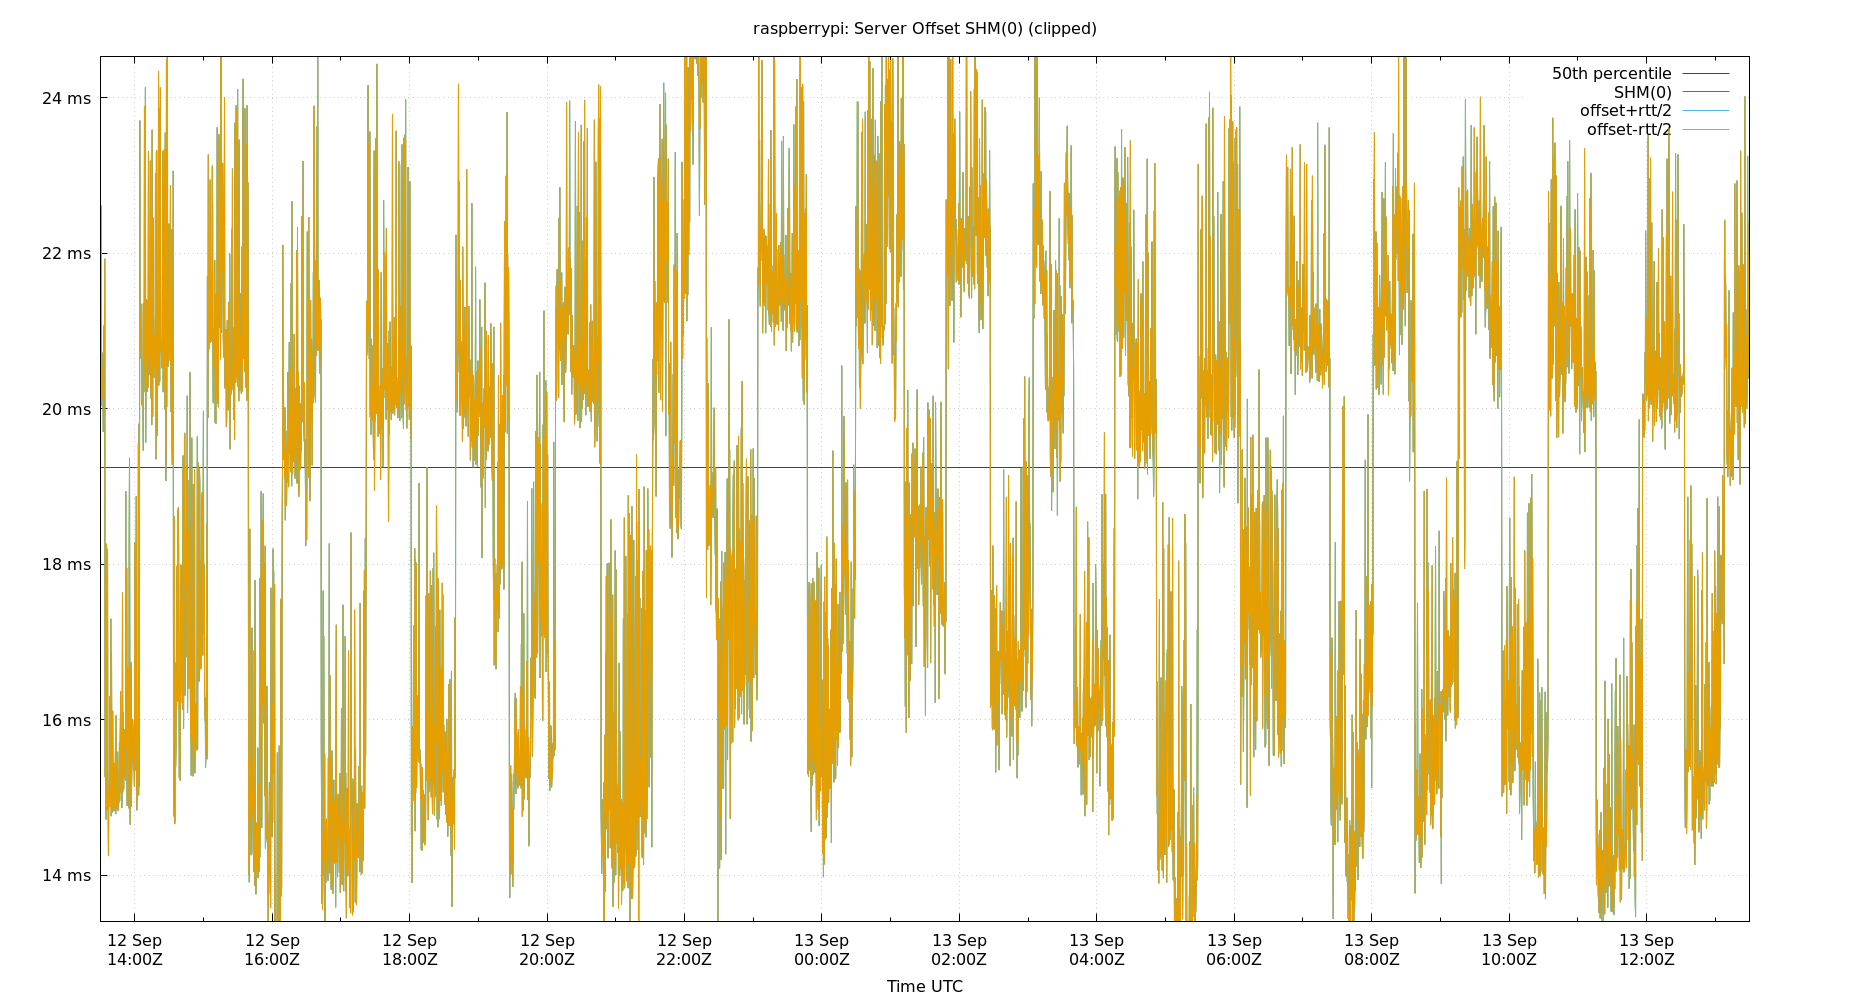 raspberrypi: Server Offset SHM(0) (clipped)
50th percentile
SHM(0)
offset+rtt/2
offset-rtt/2
24 ms
22 ms
20 ms
18 ms
16 ms
14 ms
12 Sep 12 Sep 12 Sep 12 Sep 12 Sep 13 Sep 13 Sep 13 Sep 13 Sep 13 Sep 13 Sep 13 Sep
14:00Z 16:00Z 18:00Z 20:00Z 22:00Z 00:00Z 02:00Z 04:00Z 06:00Z 08:00Z 10:00Z 12:00Z
Time UTC